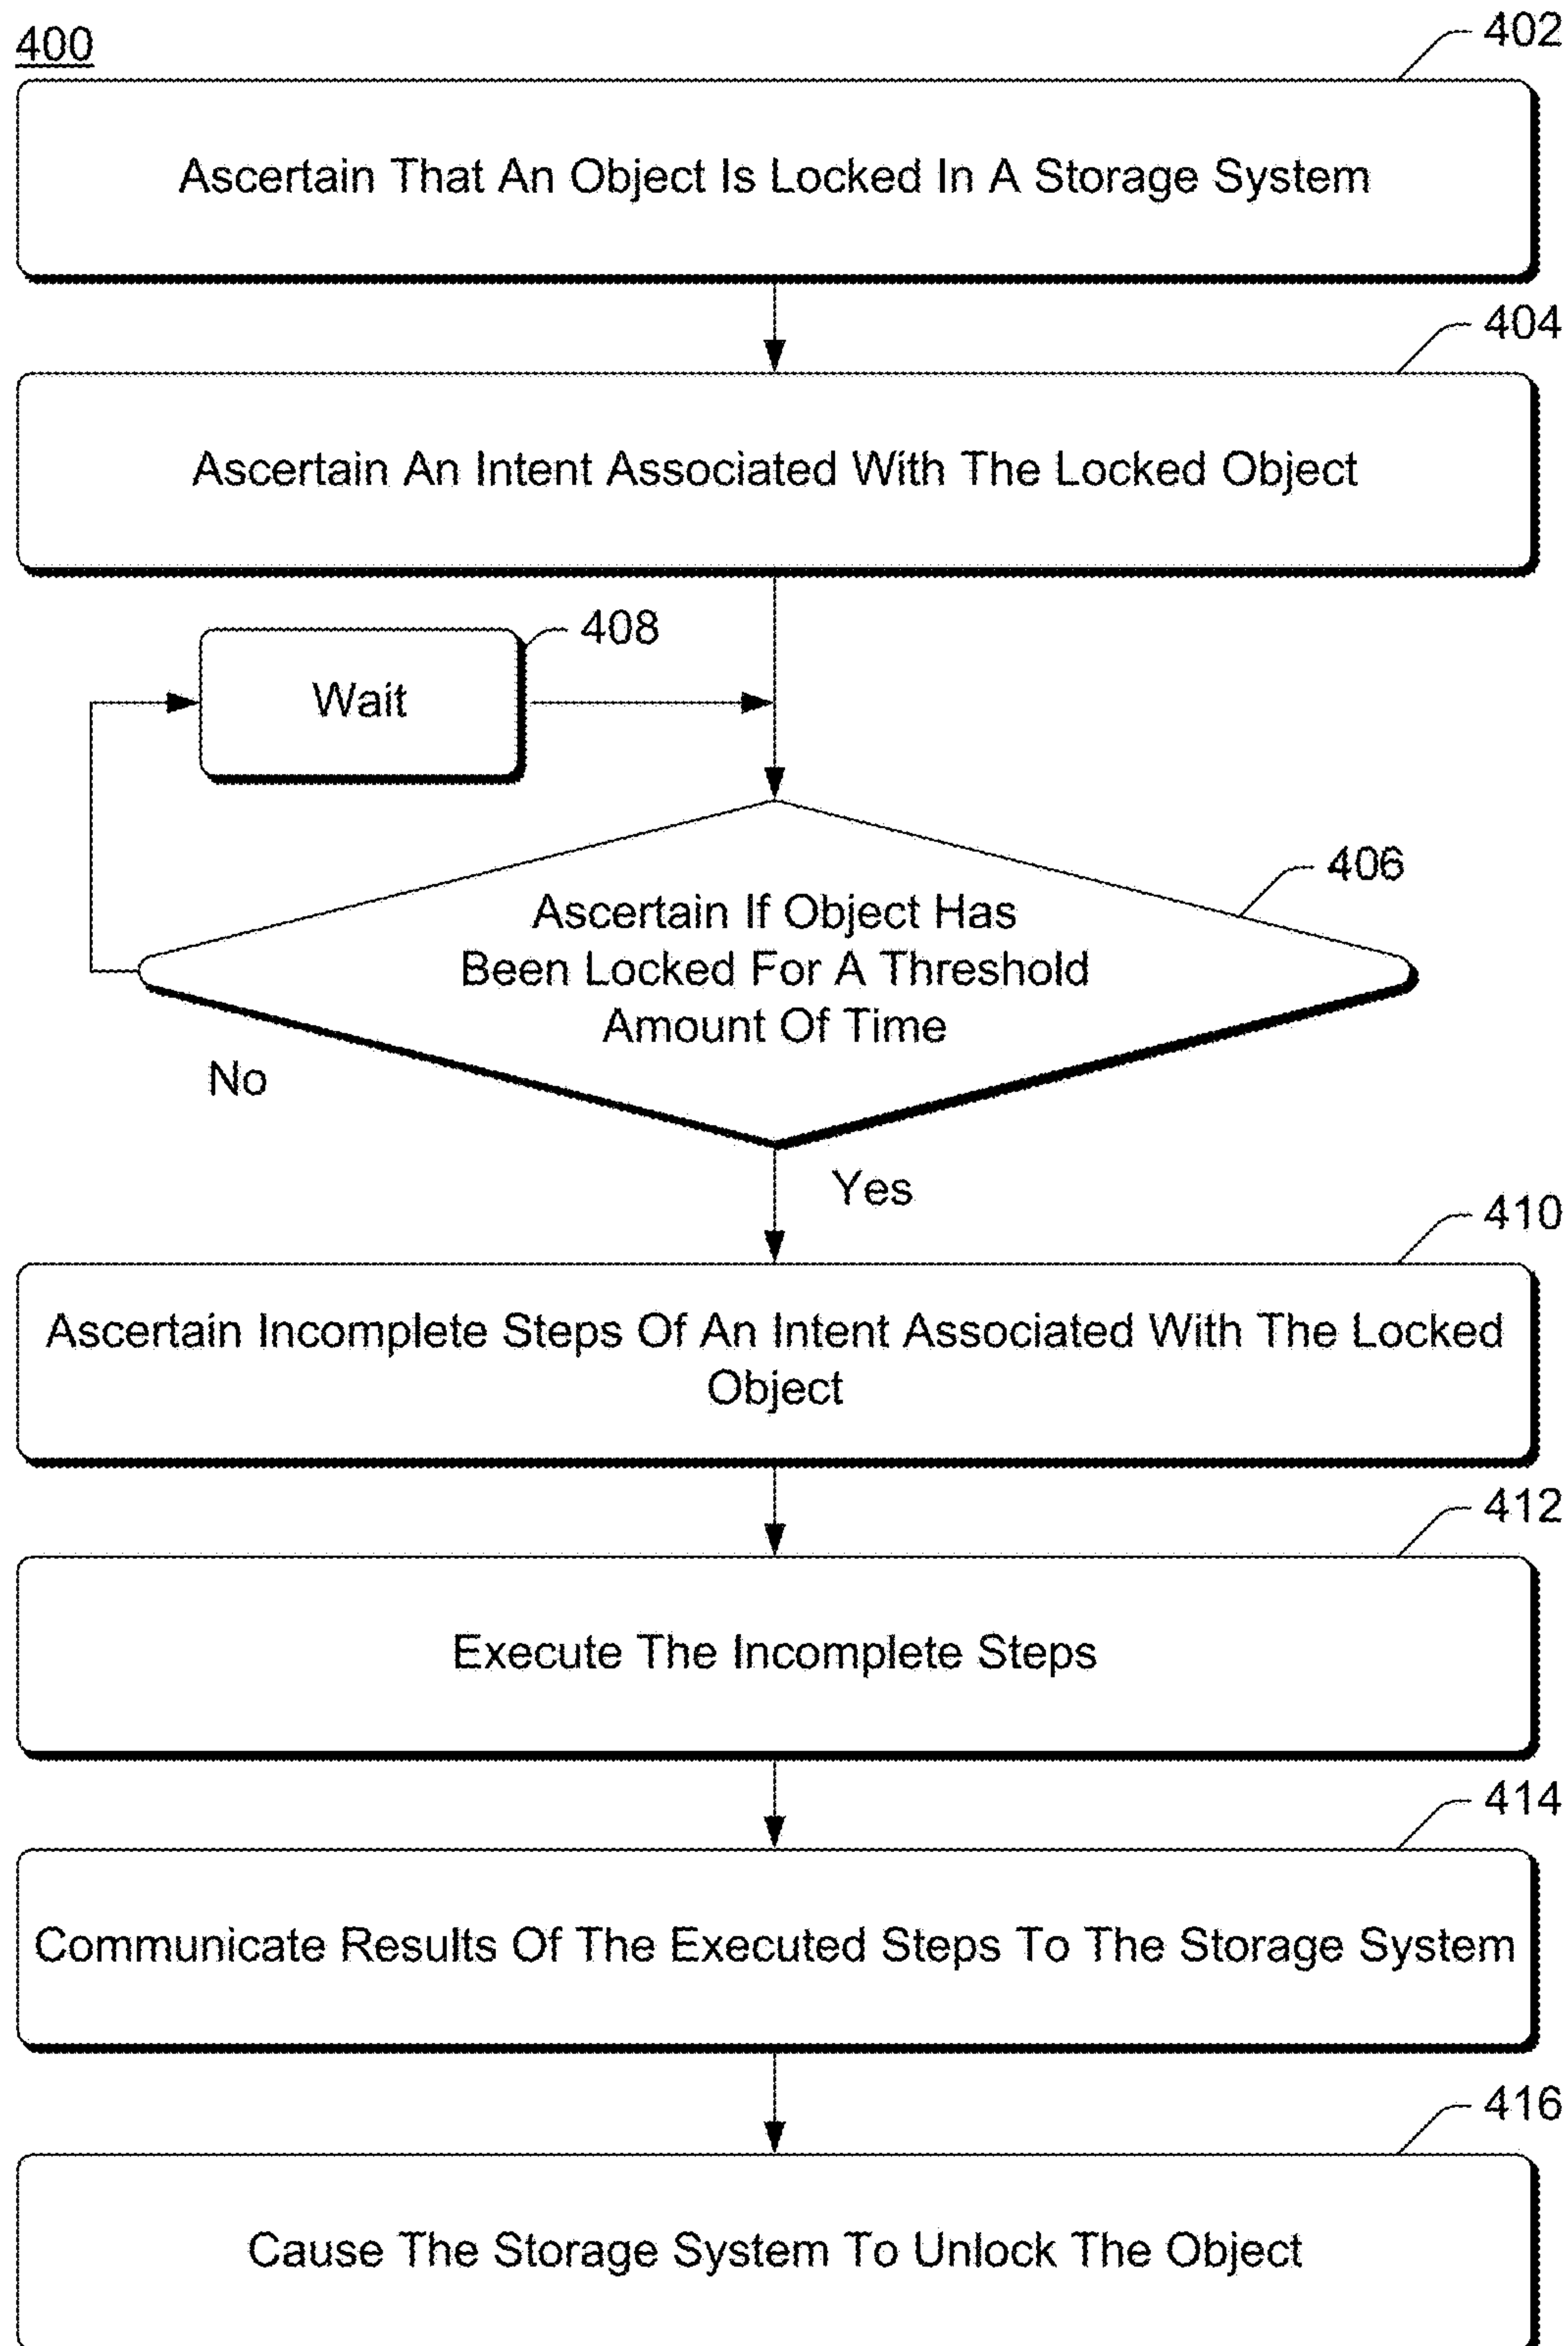 400
402
Ascertain That An Object Is Locked In A Storage System
404
Ascertain An Intent Associated With The Locked Object
408
Wait
406
Ascertain If Object Has
Been Locked For A Threshold
Amount Of Time
No
Yes
410
Ascertain Incomplete Steps Of An Intent Associated With The Locked
Object
412
Execute The Incomplete Steps
414
Communicate Results Of The Executed Steps To The Storage System
416
Cause The Storage System To Unlock The Object